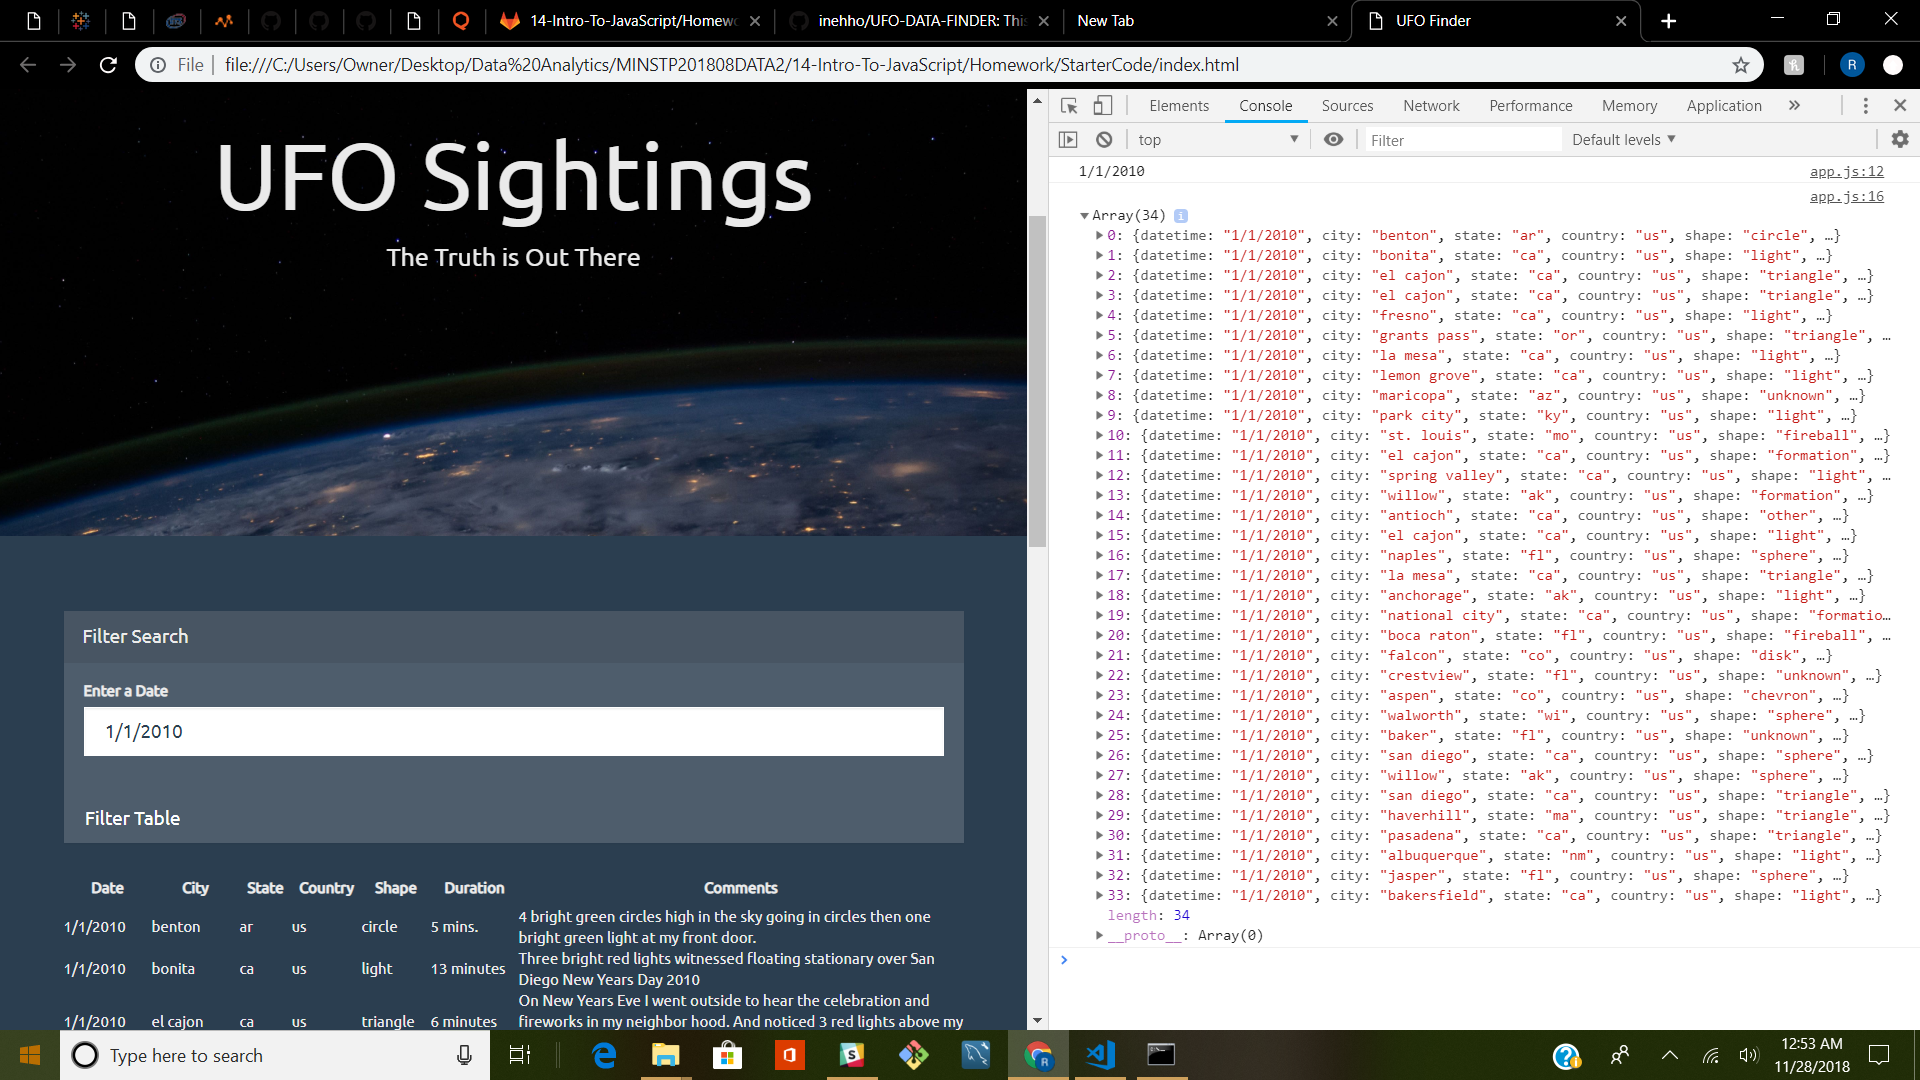 14-Intro-To-JavaScript/Homew
inehho/UFO-DATA-FINDER: This
New Tab
UFO Finder
File
file:///C:/Users/Owner/Desktop/Data%20Analytics/MINSTP201808DATA2/14-Intro-To-JavaScript/Homework/StarterCode/index.html
R
UFO Sightings
The Truth is Out There
Filter Search
Enter a Date
1/1/2010
Filter Table
Date City State Country Shape Duration Comments
1/1/2010 benton ar us circle 5 mins. 4 bright green circles high in the sky going in circles then one
bright green light at my front door.
1/1/2010 bonita ca us light 13 minutes Three bright red lights witnessed floating stationary over San
Diego New Years Day 2010
On New Years Eve I went outside to hear the celebration and
1/1/2010 el cajon ca us triangle 6 minutes fireworks in my neighbor hood. And noticed 3 red lights above my
Elements Console Sources Network Performance Memory Application »
top Filter Default levels
1/1/2010 app.js:12
app.js:16
Array(34) i
0: {datetime: "1/1/2010", city: "benton", state: "ar", country: "us", shape: "circle", …}
1: {datetime: "1/1/2010", city: "bonita", state: "ca", country: "us", shape: "light", …}
2: {datetime: "1/1/2010", city: "el cajon", state: "ca", country: "us", shape: "triangle", …}
3: {datetime: "1/1/2010", city: "el cajon", state: "ca", country: "us", shape: "triangle", …}
4: {datetime: "1/1/2010", city: "fresno", state: "ca", country: "us", shape: "light", …}
5: {datetime: "1/1/2010", city: "grants pass", state: "or", country: "us", shape: "triangle", …
6: {datetime: "1/1/2010", city: "la mesa", state: "ca", country: "us", shape: "light", …}
7: {datetime: "1/1/2010", city: "lemon grove", state: "ca", country: "us", shape: "light", …}
8: {datetime: "1/1/2010", city: "maricopa", state: "az", country: "us", shape: "unknown", …}
9: {datetime: "1/1/2010", city: "park city", state: "ky", country: "us", shape: "light", …}
10: {datetime: "1/1/2010", city: "st. louis", state: "mo", country: "us", shape: "fireball", …}
11: {datetime: "1/1/2010", city: "el cajon", state: "ca", country: "us", shape: "formation", …}
12: {datetime: "1/1/2010", city: "spring valley", state: "ca", country: "us", shape: "light", …
13: {datetime: "1/1/2010", city: "willow", state: "ak", country: "us", shape: "formation", …}
14: {datetime: "1/1/2010", city: "antioch", state: "ca", country: "us", shape: "other", …}
15: {datetime: "1/1/2010", city: "el cajon", state: "ca", country: "us", shape: "light", …}
16: {datetime: "1/1/2010", city: "naples", state: "fl", country: "us", shape: "sphere", …}
17: {datetime: "1/1/2010", city: "la mesa", state: "ca", country: "us", shape: "triangle", …}
18: {datetime: "1/1/2010", city: "anchorage", state: "ak", country: "us", shape: "light", …}
19: {datetime: "1/1/2010", city: "national city", state: "ca", country: "us", shape: "formatio…
20: {datetime: "1/1/2010", city: "boca raton", state: "fl", country: "us", shape: "fireball", …
21: {datetime: "1/1/2010", city: "falcon", state: "co", country: "us", shape: "disk", …}
22: {datetime: "1/1/2010", city: "crestview", state: "fl", country: "us", shape: "unknown", …}
23: {datetime: "1/1/2010", city: "aspen", state: "co", country: "us", shape: "chevron", …}
24: {datetime: "1/1/2010", city: "walworth", state: "wi", country: "us", shape: "sphere", …}
25: {datetime: "1/1/2010", city: "baker", state: "fl", country: "us", shape: "unknown", …}
26: {datetime: "1/1/2010", city: "san diego", state: "ca", country: "us", shape: "sphere", …}
27: {datetime: "1/1/2010", city: "willow", state: "ak", country: "us", shape: "sphere", …}
28: {datetime: "1/1/2010", city: "san diego", state: "ca", country: "us", shape: "triangle", …}
29: {datetime: "1/1/2010", city: "haverhill", state: "ma", country: "us", shape: "triangle", …}
30: {datetime: "1/1/2010", city: "pasadena", state: "ca", country: "us", shape: "triangle", …}
31: {datetime: "1/1/2010", city: "albuquerque", state: "nm", country: "us", shape: "light", …}
32: {datetime: "1/1/2010", city: "jasper", state: "fl", country: "us", shape: "sphere", …}
33: {datetime: "1/1/2010", city: "bakersfield", state: "ca", country: "us", shape: "light", …}
length: 34
__proto__: Array(0)
Type here to search
12:53 AM
11/28/2018